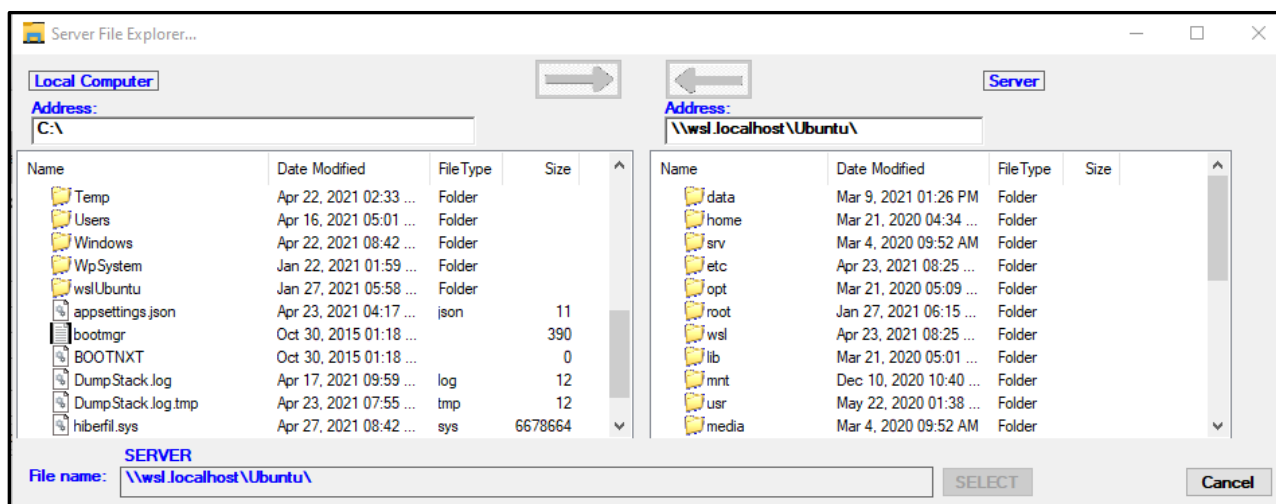 Server File Explorer...
Local Computer
Server
Address:
Address:
C:\
\\wsl.localhost\Ubuntu\
Name Date Modified FileType Size
Temp Apr 22, 2021 02:33 ... Folder
Users Apr 16, 2021 05:01 ... Folder
Windows Apr 22, 2021 08:42 ... Folder
WpSystem Jan 22, 2021 01:59 ... Folder
wslUbuntu Jan 27, 2021 05:58 ... Folder
appsettings.json Apr 23, 2021 04:17 ... json 11
bootmgr Oct 30, 2015 01:18 ... 390
BOOTNXT Oct 30, 2015 01:18 ... 0
DumpStack.log Apr 17, 2021 09:59 ... log 12
DumpStack.log.tmp Apr 23, 2021 07:55 ... tmp 12
hiberfil.sys Apr 27, 2021 08:42 ... sys 6678664
Name Date Modified FileType Size
data Mar 9, 2021 01:26 PM Folder
home Mar 21, 2020 04:34 ... Folder
srv Mar 4, 2020 09:52 AM Folder
etc Apr 23, 2021 08:25 ... Folder
opt Mar 21, 2020 05:09 ... Folder
root Jan 27, 2021 06:15 ... Folder
wsl Apr 23, 2021 08:25 ... Folder
lib Mar 21, 2020 05:01 ... Folder
mnt Dec 10, 2020 10:40 ... Folder
usr May 22, 2020 01:38 ... Folder
media Mar 4, 2020 09:52 AM Folder
SERVER
File name: \\wsl.localhost\Ubuntu\ SELECT Cancel